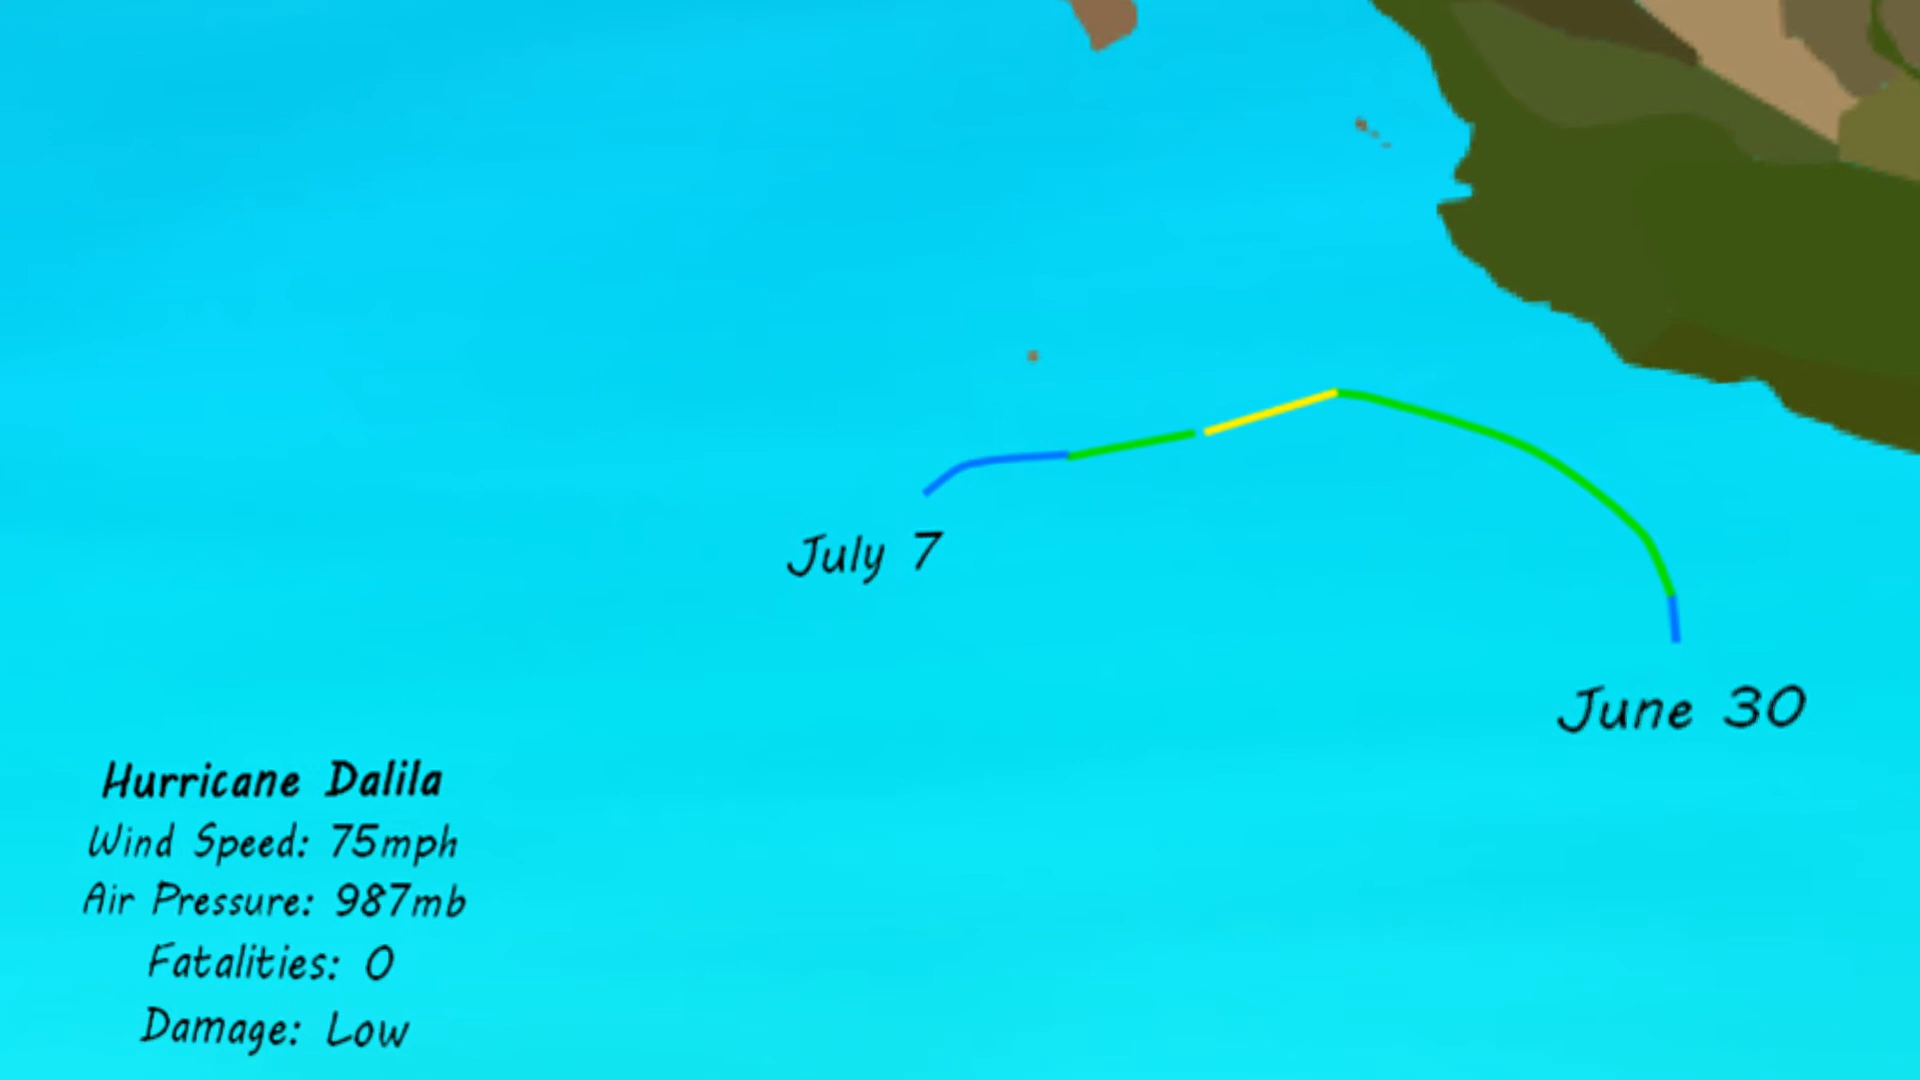 July 7
June 30
Hurricane Dalila
Wind Speed: 75mph
Air Pressure: 987mb
Fatalities: 0
Damage: Low